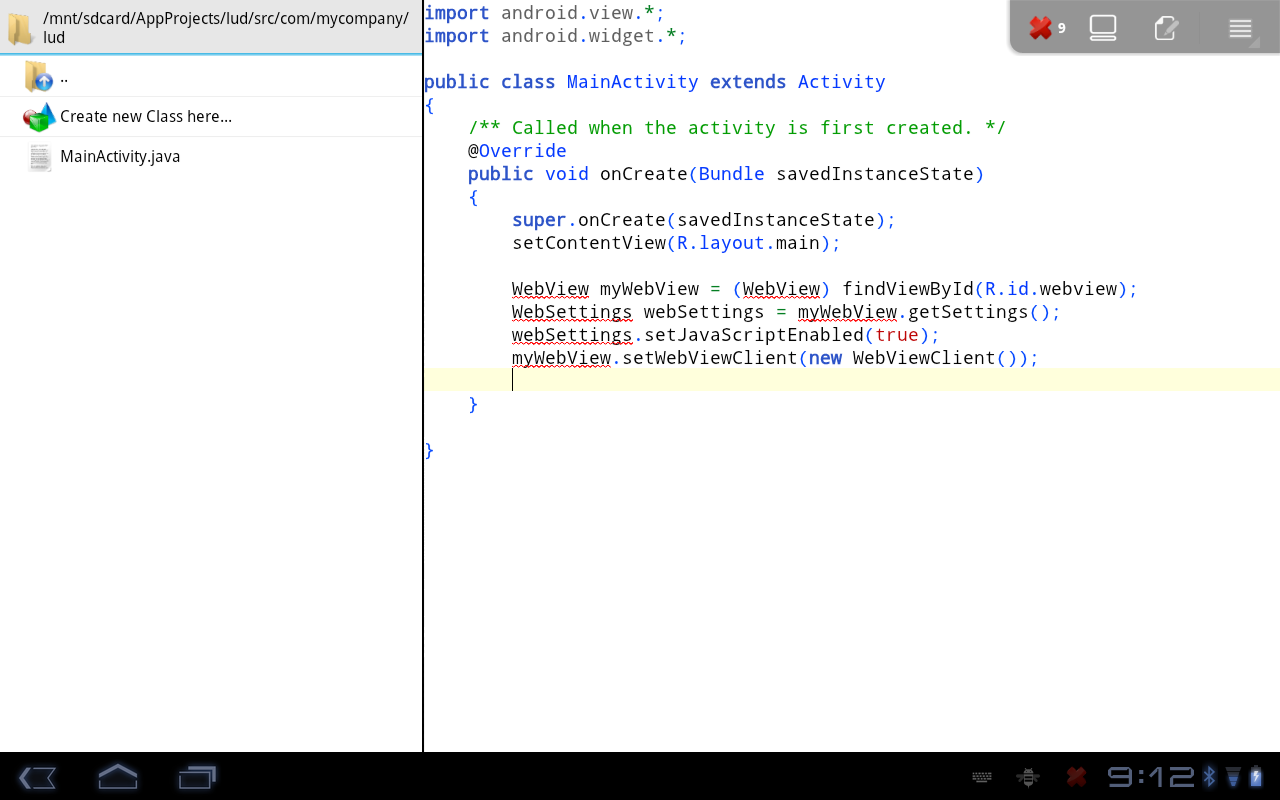 /mnt/sdcard/AppProjects/lud/src/com/mycompany/
lud
..
Create new Class here...
MainActivity.java
import android.view.*;
import android.widget.*;
9
public class MainActivity extends Activity
{
/** Called when the activity is first created. */
@Override
public void onCreate(Bundle savedInstanceState)
{
super.onCreate(savedInstanceState);
setContentView(R.layout.main);
WebView myWebView = (WebView) findViewById(R.id.webview);
WebSettings webSettings = myWebView.getSettings();
webSettings.setJavaScriptEnabled(true);
myWebView.setWebViewClient(new WebViewClient());
}
}
9:12